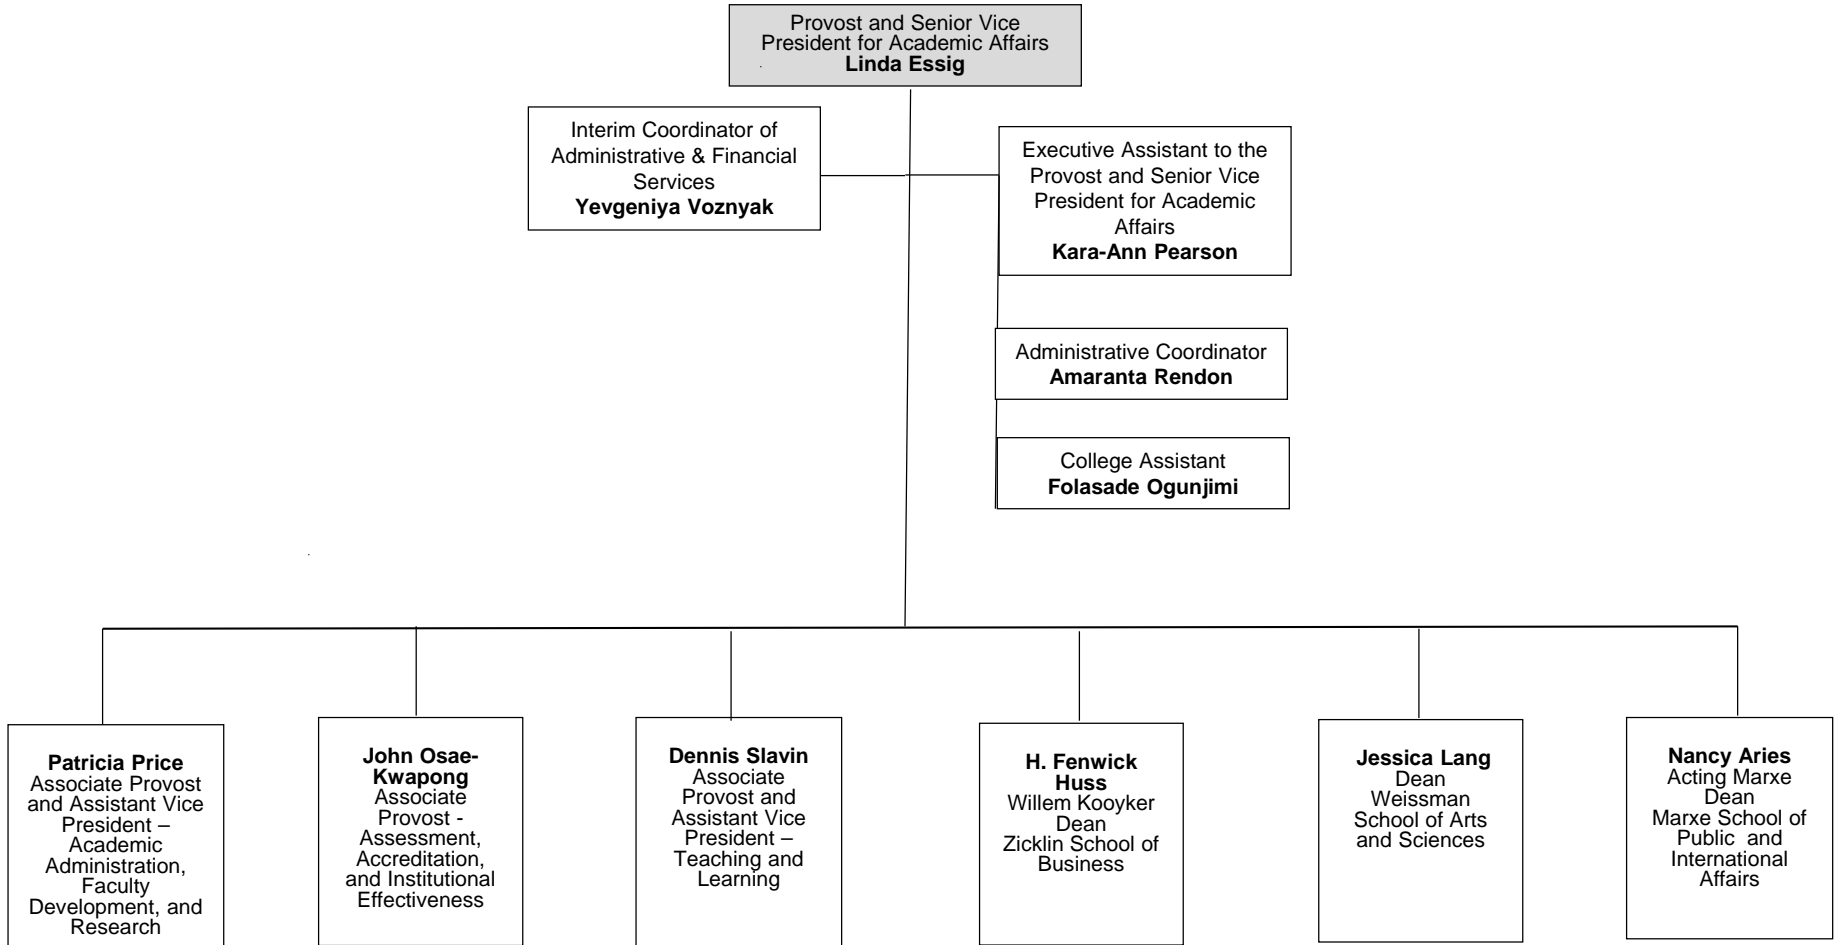 Provost and Senior Vice
President for Academic Affairs
Linda Essig
Interim Coordinator of
Administrative & Financial
Services
Yevgeniya Voznyak
Executive Assistant to the
Provost and Senior Vice
President for Academic
Affairs
Kara-Ann Pearson
Administrative Coordinator
Amaranta Rendon
College Assistant
Folasade Ogunjimi
Patricia Price
Associate Provost
and Assistant Vice
President –
Academic
Administration,
Faculty
Development, and
Research
John Osae-
Kwapong
Associate
Provost -
Assessment,
Accreditation,
and Institutional
Effectiveness
Dennis Slavin
Associate
Provost and
Assistant Vice
President –
Teaching and
Learning
H. Fenwick
Huss
Willem Kooyker
Dean
Zicklin School of
Business
Jessica Lang
Dean
Weissman
School of Arts
and Sciences
Nancy Aries
Acting Marxe
Dean
Marxe School of
Public and
International
Affairs